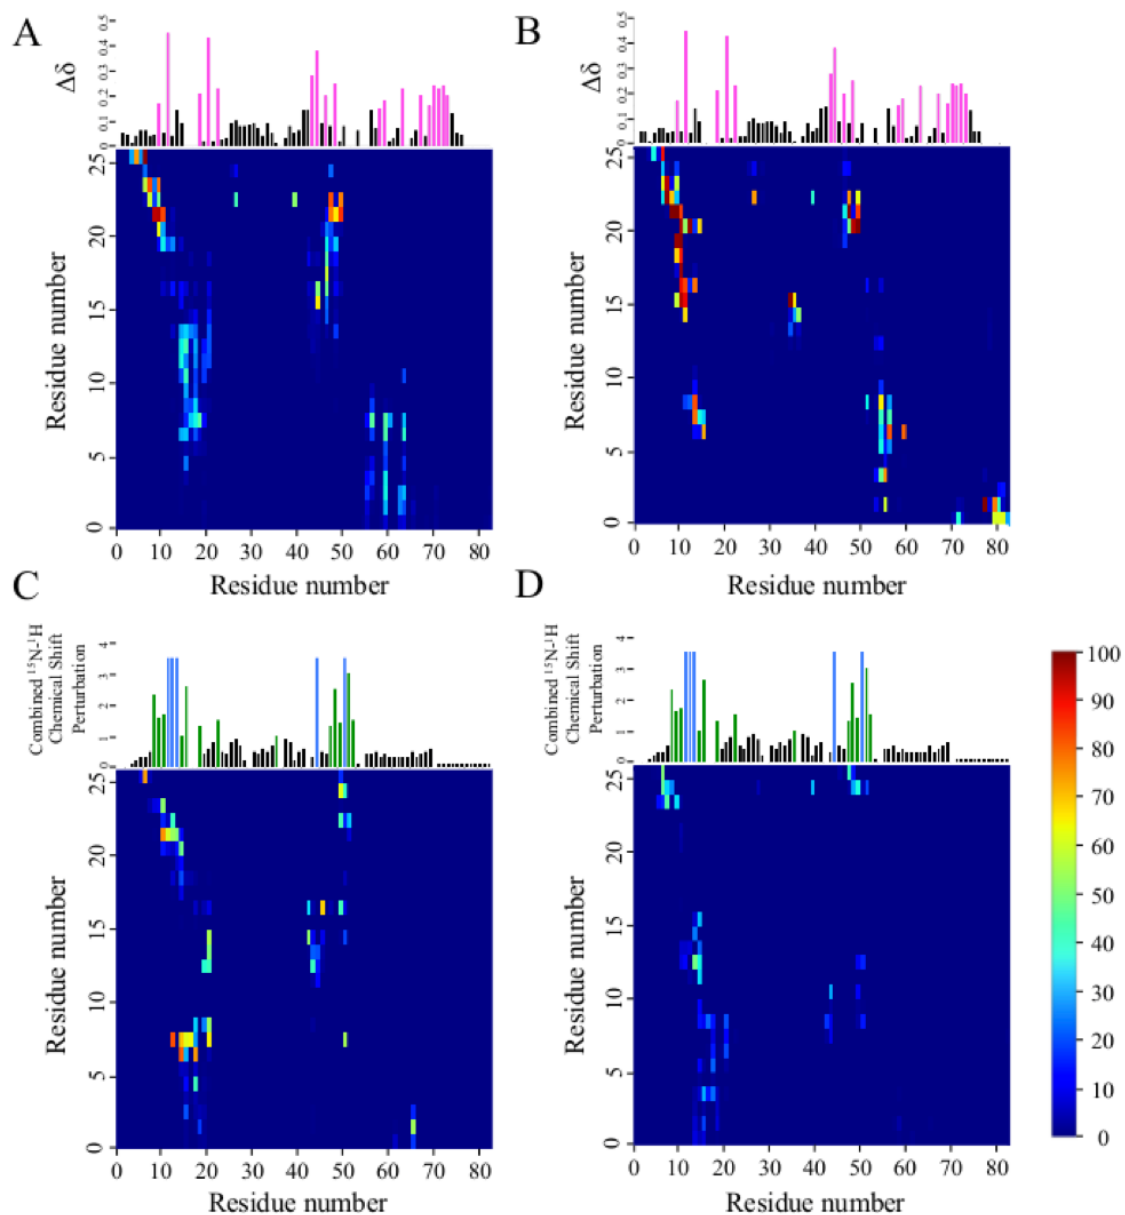 A
B
Δδ
0 0.1 0.2 0.3 0.4 0.5
Δδ
0 0.1 0.2 0.3 0.4 0.5
Residue number
0 5 10 15 20 25
0 10 20 30 40 50 60 70 80
Residue number
Residue number
0 5 10 15 20 25
0 10 20 30 40 50 60 70 80
Residue number
C
D
Combined ¹⁵N-¹H
Chemical Shift
Perturbation
0 1 2 3 4
Combined ¹⁵N-¹H
Chemical Shift
Perturbation
0 1 2 3 4
Residue number
0 5 10 15 20 25
0 10 20 30 40 50 60 70 80
Residue number
Residue number
0 5 10 15 20 25
0 10 20 30 40 50 60 70 80
Residue number
100
90
80
70
60
50
40
30
20
10
0